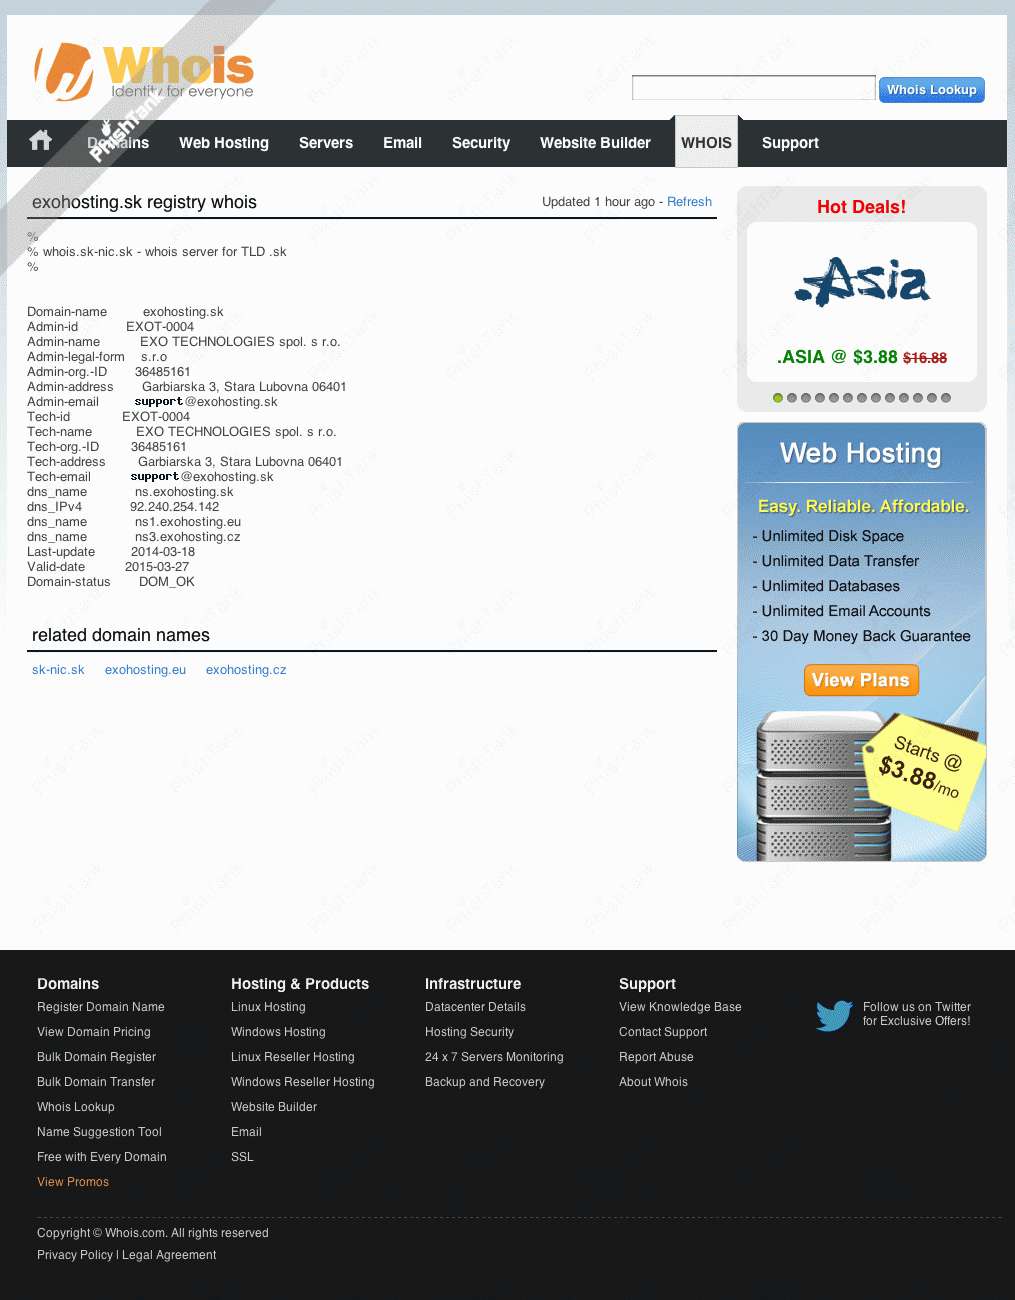 Whois
Identity for everyone
PhishTank
Whois Lookup
Domains Web Hosting Servers Email Security Website Builder WHOIS Support
exohosting.sk registry whois
Updated 1 hour ago - Refresh
%
% whois.sk-nic.sk - whois server for TLD .sk
%
Domain-name exohosting.sk
Admin-id EXOT-0004
Admin-name EXO TECHNOLOGIES spol. s r.o.
Admin-legal-form s.r.o
Admin-org.-ID 36485161
Admin-address Garbiarska 3, Stara Lubovna 06401
Admin-email support@exohosting.sk
Tech-id EXOT-0004
Tech-name EXO TECHNOLOGIES spol. s r.o.
Tech-org.-ID 36485161
Tech-address Garbiarska 3, Stara Lubovna 06401
Tech-email support@exohosting.sk
dns_name ns.exohosting.sk
dns_IPv4 92.240.254.142
dns_name ns1.exohosting.eu
dns_name ns3.exohosting.cz
Last-update 2014-03-18
Valid-date 2015-03-27
Domain-status DOM_OK
related domain names
sk-nic.sk exohosting.eu exohosting.cz
Hot Deals!
.Asia
.ASIA @ $3.88 $16.88
Web Hosting
Easy. Reliable. Affordable.
- Unlimited Disk Space
- Unlimited Data Transfer
- Unlimited Databases
- Unlimited Email Accounts
- 30 Day Money Back Guarantee
View Plans
Starts @
$3.88/mo
Domains
Register Domain Name
View Domain Pricing
Bulk Domain Register
Bulk Domain Transfer
Whois Lookup
Name Suggestion Tool
Free with Every Domain
View Promos
Hosting & Products
Linux Hosting
Windows Hosting
Linux Reseller Hosting
Windows Reseller Hosting
Website Builder
Email
SSL
Infrastructure
Datacenter Details
Hosting Security
24 x 7 Servers Monitoring
Backup and Recovery
Support
View Knowledge Base
Contact Support
Report Abuse
About Whois
Follow us on Twitter
for Exclusive Offers!
Copyright © Whois.com. All rights reserved
Privacy Policy | Legal Agreement